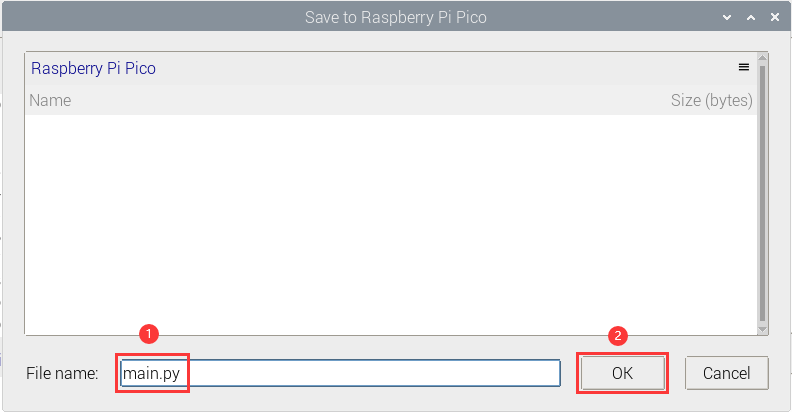 Save to Raspberry Pi Pico
Raspberry Pi Pico
Name Size (bytes)
1
2
File name: main.py OK Cancel